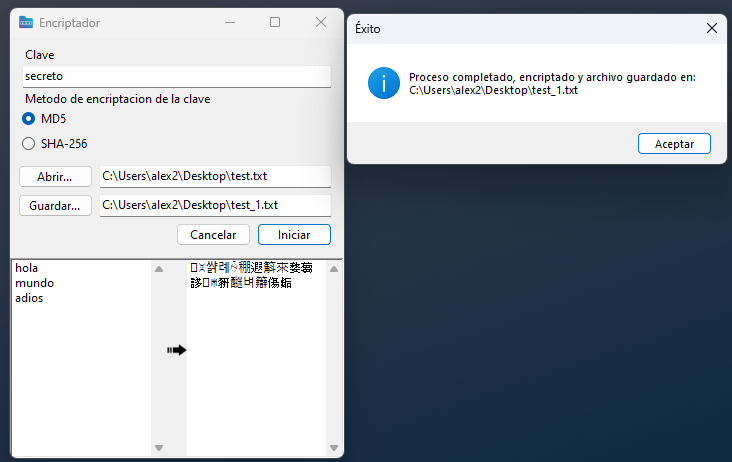 Encriptador
Clave
secreto
Metodo de encriptacion de la clave
MD5
SHA-256
Abrir...
C:\Users\alex2\Desktop\test.txt
Guardar...
C:\Users\alex2\Desktop\test_1.txt
Cancelar
Iniciar
hola
mundo
adios
Éxito
Proceso completado, encriptado y archivo guardado en:
C:\Users\alex2\Desktop\test_1.txt
Aceptar